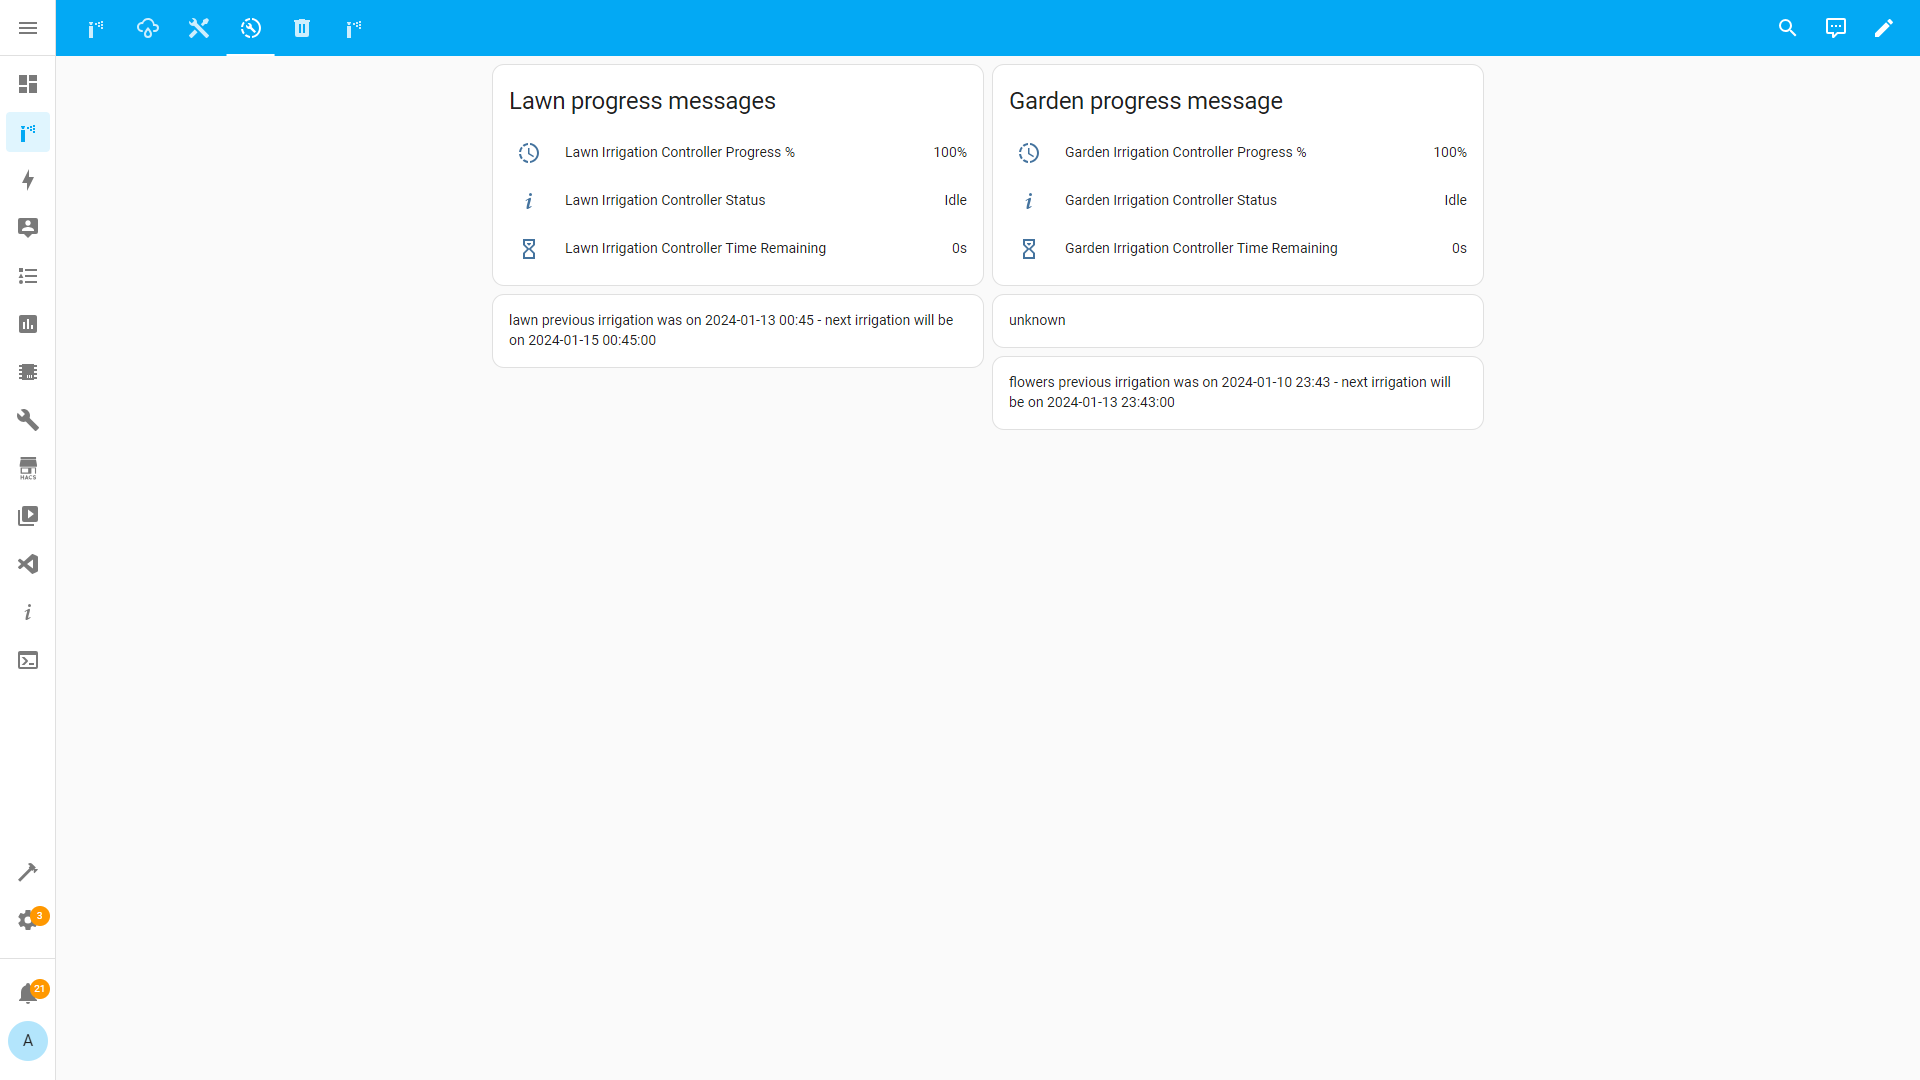 Lawn progress messages
Lawn Irrigation Controller Progress % 100%
Lawn Irrigation Controller Status Idle
Lawn Irrigation Controller Time Remaining 0s
lawn previous irrigation was on 2024-01-13 00:45 - next irrigation will be
on 2024-01-15 00:45:00
Garden progress message
Garden Irrigation Controller Progress % 100%
Garden Irrigation Controller Status Idle
Garden Irrigation Controller Time Remaining 0s
unknown
flowers previous irrigation was on 2024-01-10 23:43 - next irrigation will
be on 2024-01-13 23:43:00
HACS
3
21
A